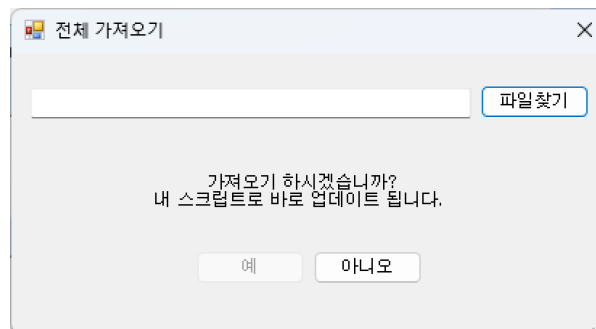 전체 가져오기
파일찾기
가져오기 하시겠습니까?
내 스크립트로 바로 업데이트 됩니다.
예
아니오